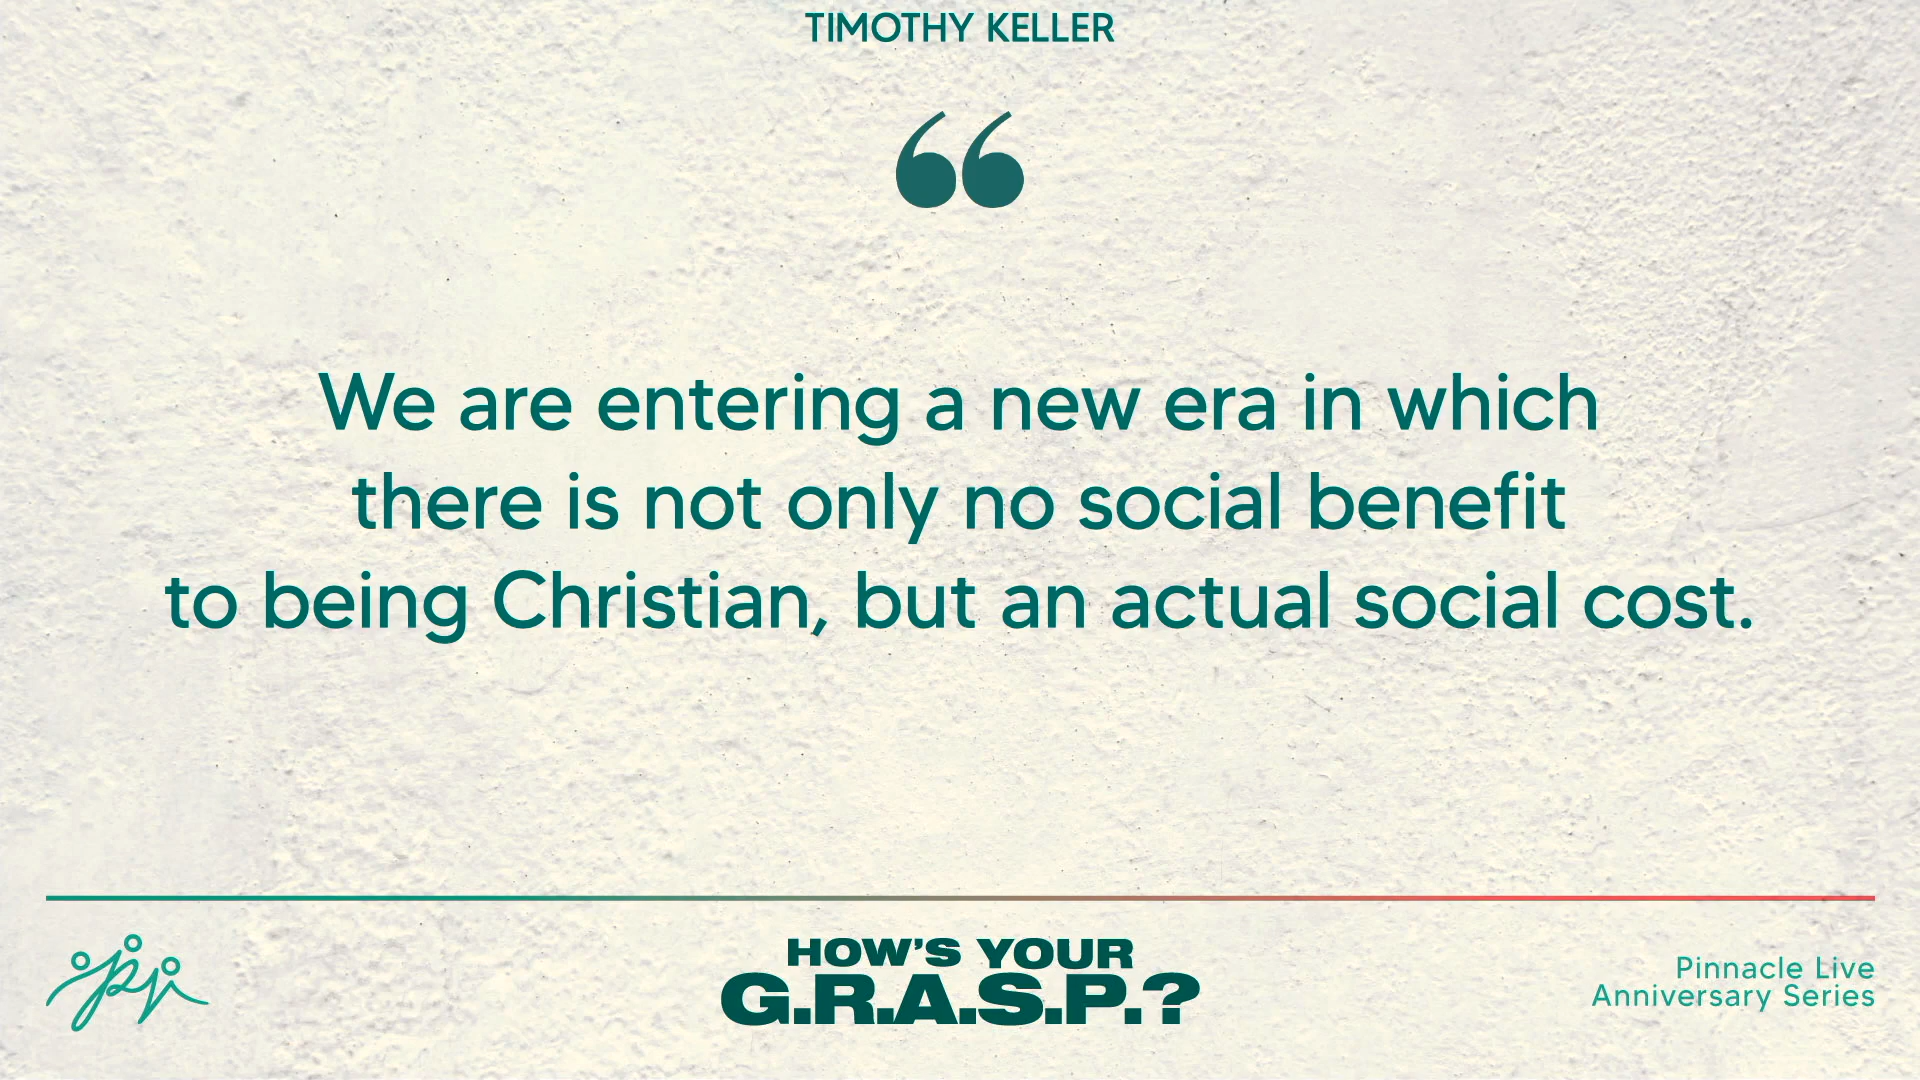 TIMOTHY KELLER
“
We are entering a new era in which
there is not only no social benefit
to being Christian, but an actual social cost.
HOW'S YOUR
G.R.A.S.P.?
Pinnacle Live
Anniversary Series